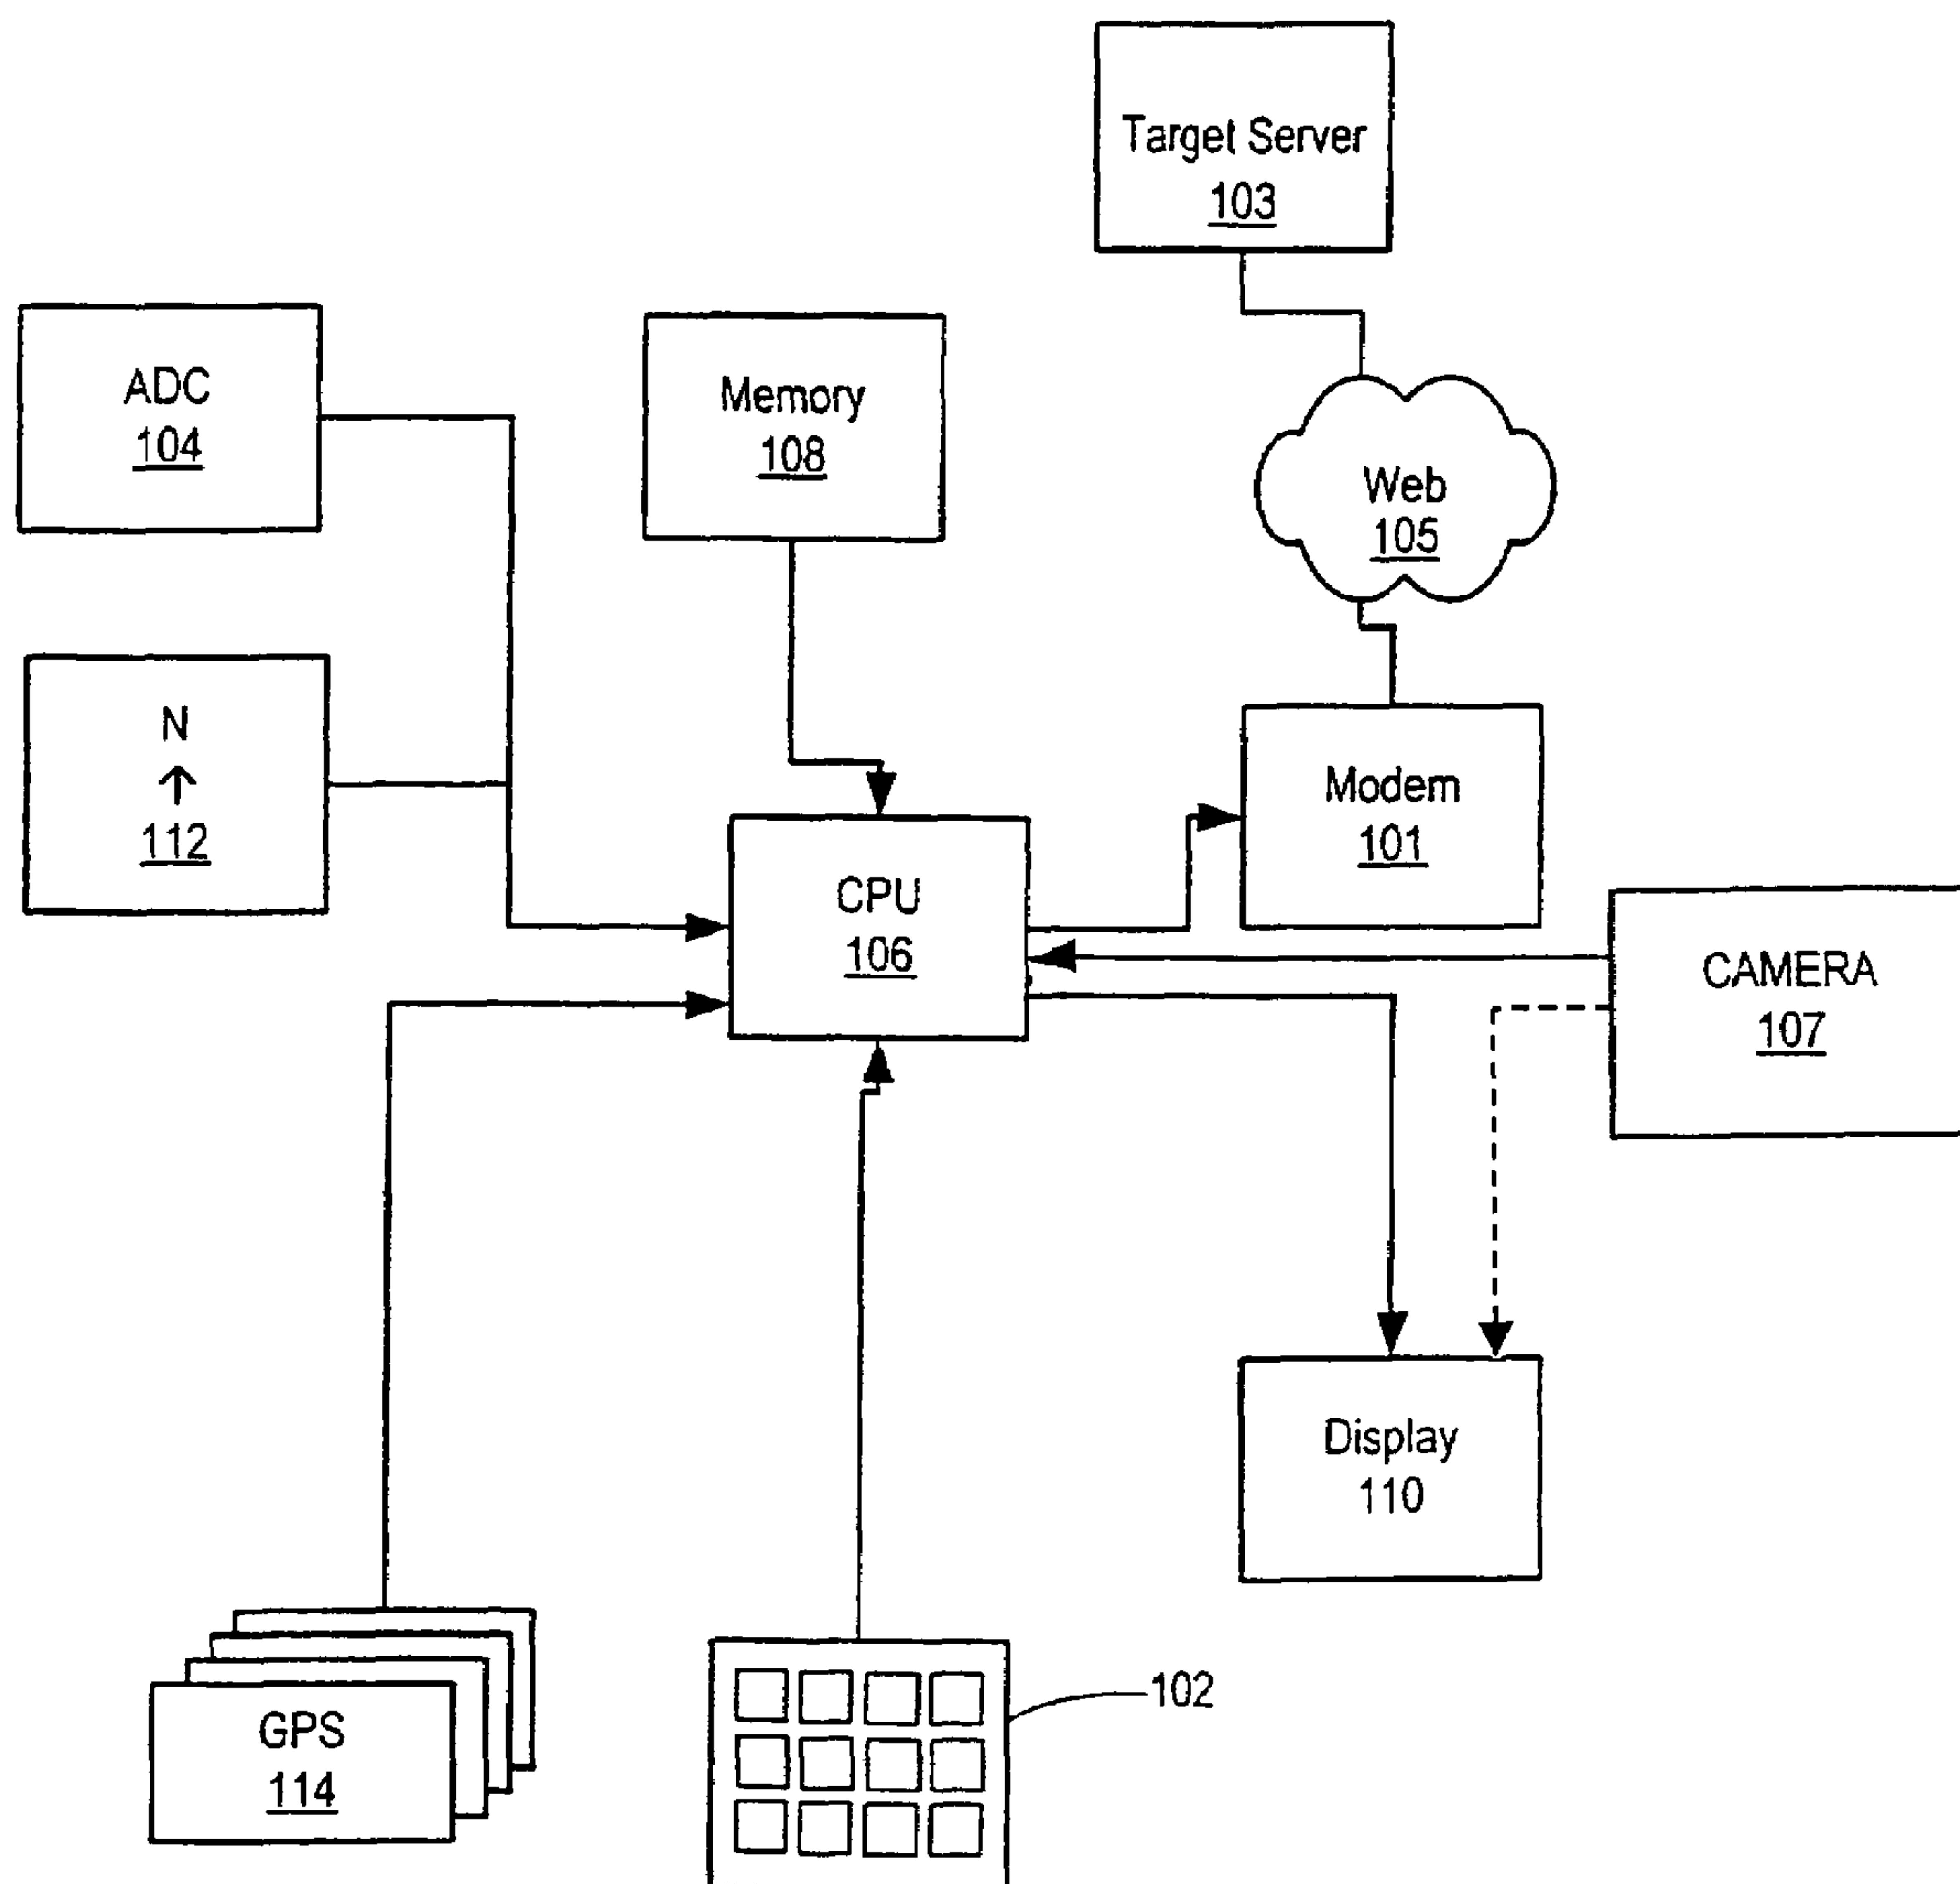 Target Server
103
ADC
104
Memory
108
Web
105
N
112
Modem
101
CPU
106
CAMERA
107
Display
110
102
GPS
114